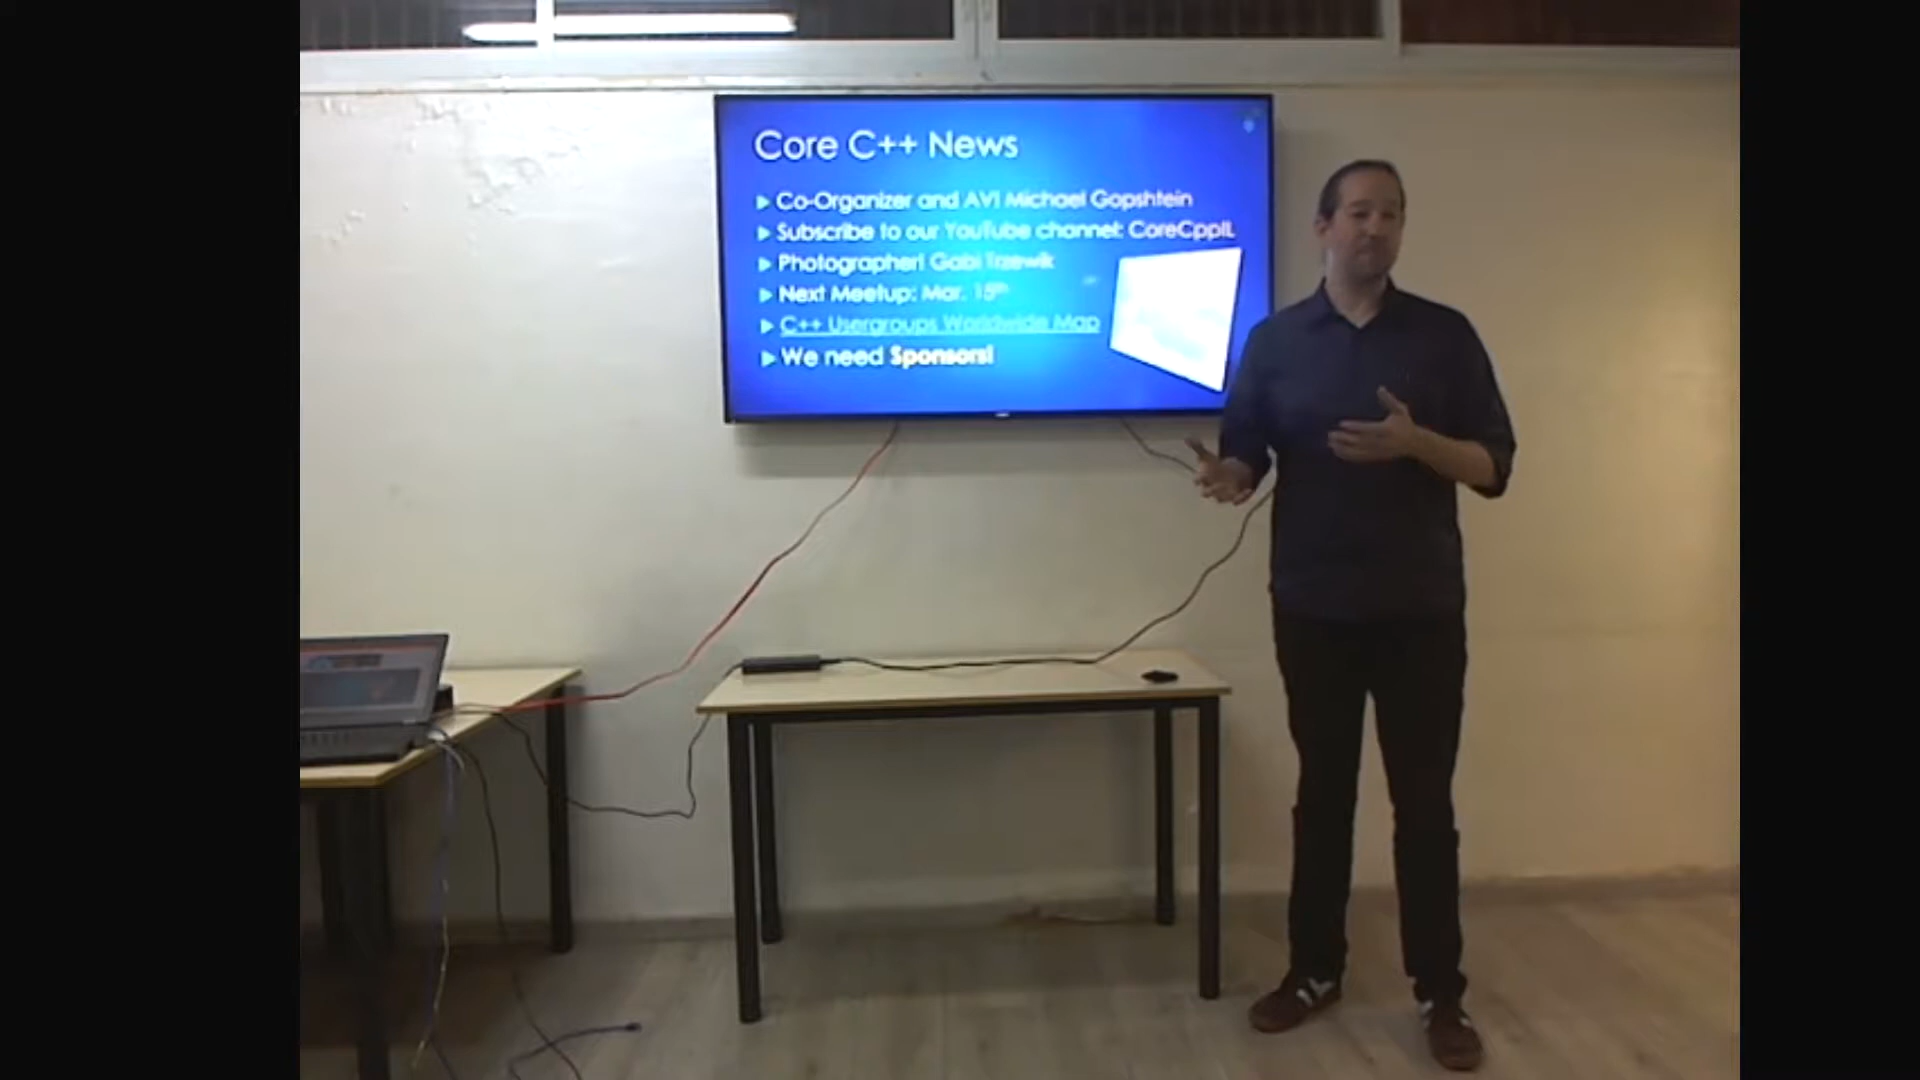 Core C++ News
Co-Organizer and AV! Michael Gopshtein
Subscribe to our YouTube channel: CoreCppIL
Photographer! Gabi Trzewik
Next Meetup: Mar. 15th
C++ Usergroups Worldwide Map
We need Sponsors!